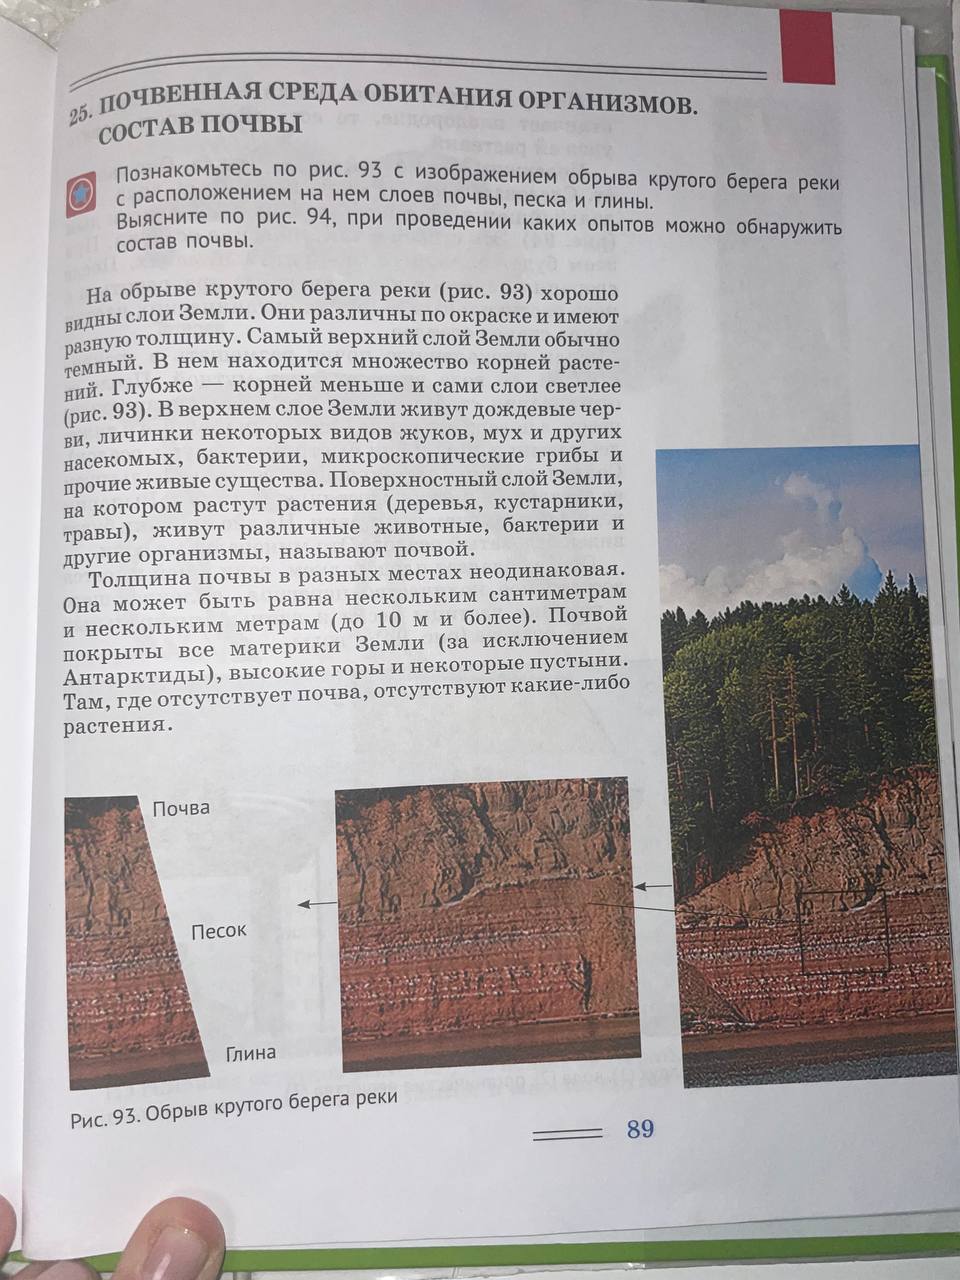 25. ПОЧВЕННАЯ СРЕДА ОБИТАНИЯ ОРГАНИЗМОВ.
СОСТАВ ПОЧВЫ
Познакомьтесь по рис. 93 с изображением обрыва крутого берега реки
с расположением на нем слоев почвы, песка и глины.
Выясните по рис. 94, при проведении каких опытов можно обнаружить
состав почвы.
На обрыве крутого берега реки (рис. 93) хорошо
видны слои Земли. Они различны по окраске и имеют
разную толщину. Самый верхний слой Земли обычно
темный. В нем находится множество корней расте-
ний. Глубже — корней меньше и сами слои светлее
(рис. 93). В верхнем слое Земли живут дождевые чер-
ви, личинки некоторых видов жуков, мух и других
насекомых, бактерии, микроскопические грибы и
прочие живые существа. Поверхностный слой Земли,
на котором растут растения (деревья, кустарники,
травы), живут различные животные, бактерии и
другие организмы, называют почвой.
Толщина почвы в разных местах неодинаковая.
Она может быть равна нескольким сантиметрам
и нескольким метрам (до 10 м и более). Почвой
покрыты все материки Земли (за исключением
Антарктиды), высокие горы и некоторые пустыни.
Там, где отсутствует почва, отсутствуют какие-либо
растения.
Почва
Песок
Глина
Рис. 93. Обрыв крутого берега реки
89